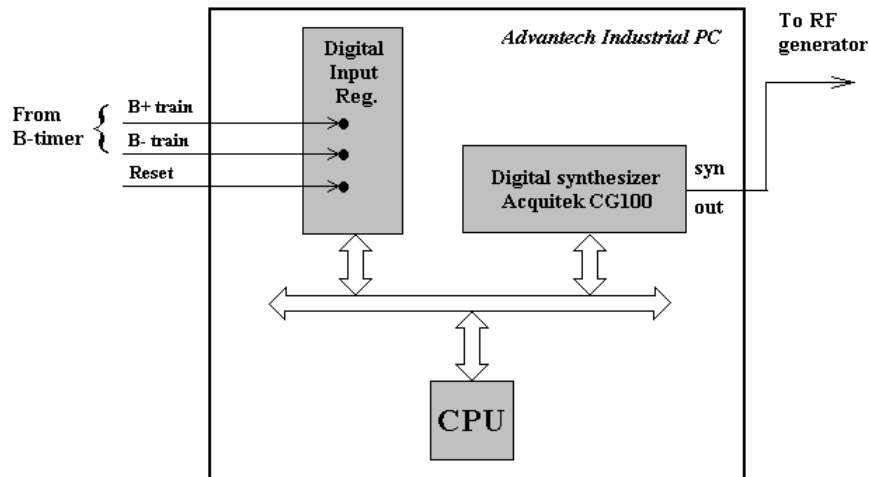 Digital
Input
Reg.
Advantech Industrial PC
To RF
generator
From
B-timer
B+ train
B- train
Reset
Digital synthesizer
Acquitek CG100
syn
out
CPU